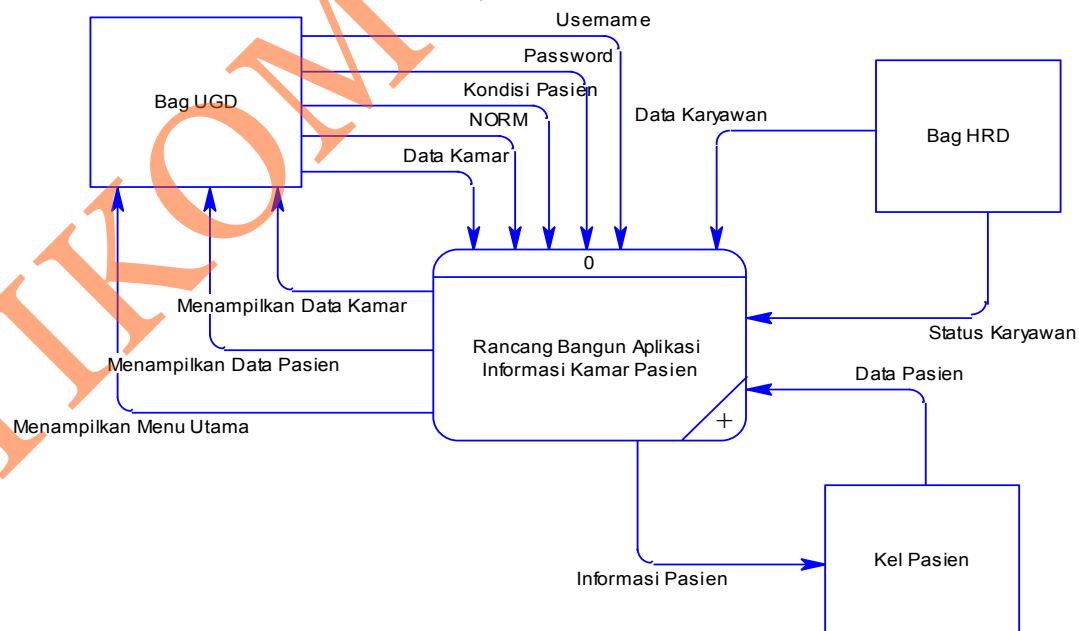 Username
Password
Kondisi Pasien
NORM
Data Kamar
Bag UGD
Data Karyawan
Bag HRD
0
Rancang Bangun Aplikasi
Informasi Kamar Pasien
+
Menampilkan Data Kamar
Menampilkan Data Pasien
Menampilkan Menu Utama
Status Karyawan
Data Pasien
Informasi Pasien
Kel Pasien
IKOM